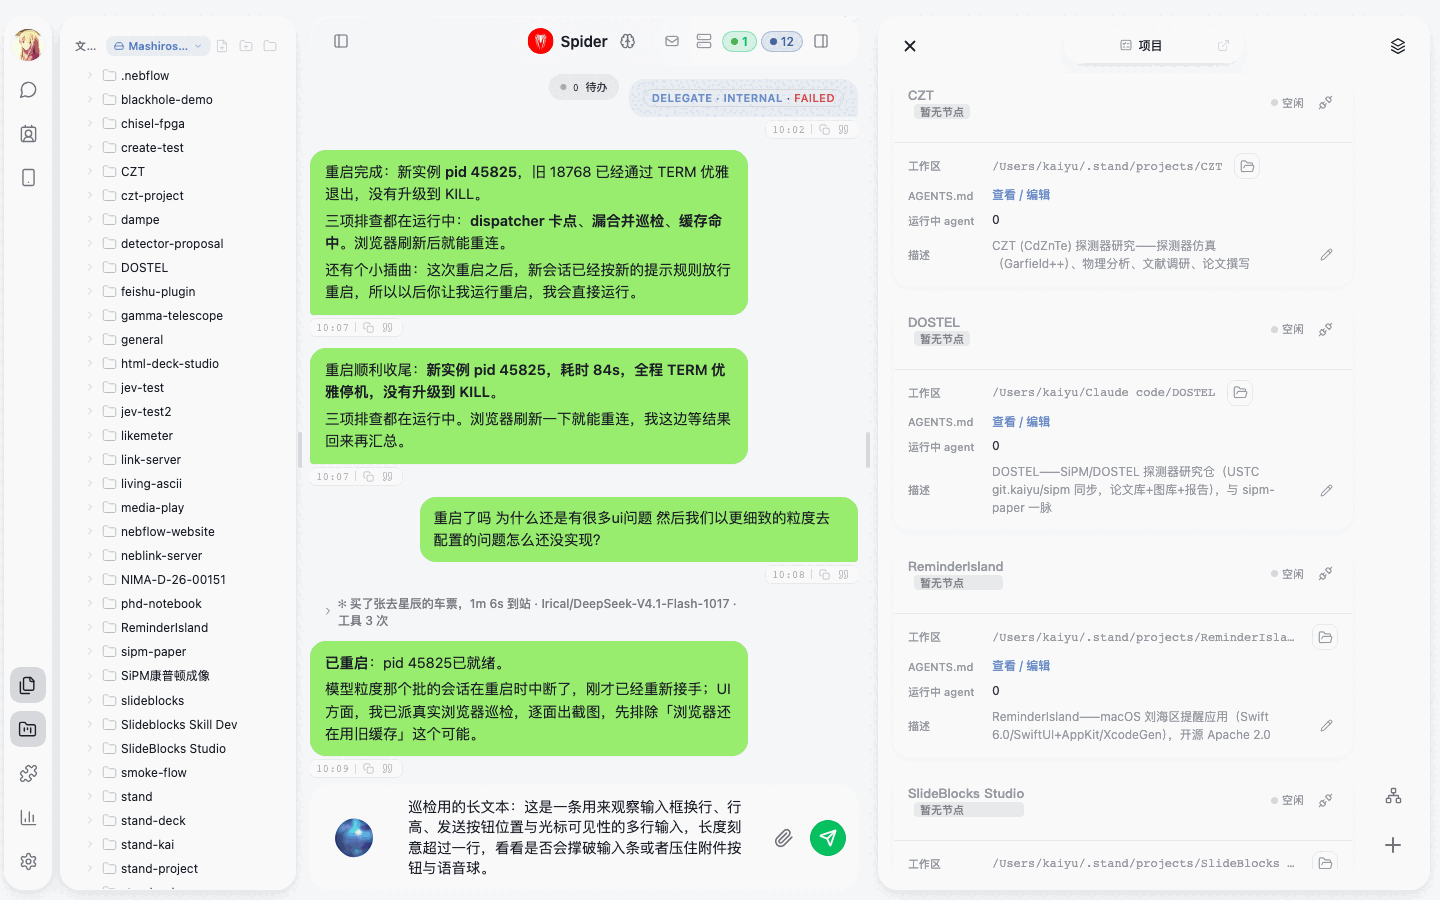 文...
Mashiros...
.nebflow
blackhole-demo
chisel-fpga
create-test
CZT
czt-project
dampe
detector-proposal
DOSTEL
feishu-plugin
gamma-telescope
general
html-deck-studio
jev-test
jev-test2
likemeter
link-server
living-ascii
media-play
nebflow-website
neblink-server
NIMA-D-26-00151
phd-notebook
ReminderIsland
sipm-paper
SiPM康普顿成像
slideblocks
Slideblocks Skill Dev
SlideBlocks Studio
smoke-flow
stand
stand-deck
stand-kai
stand-project
Spider
1
12
0 待办
DELEGATE · INTERNAL · FAILED
10:02
重启完成：新实例 pid 45825，旧 18768 已经通过 TERM 优雅
退出，没有升级到 KILL。
三项排查都在运行中：dispatcher 卡点、漏合并巡检、缓存命
中。浏览器刷新后就能重连。
还有个小插曲：这次重启之后，新会话已经按新的提示规则放行
重启，所以以后你让我运行重启，我会直接运行。
10:07
重启顺利收尾：新实例 pid 45825，耗时 84s，全程 TERM 优
雅停机，没有升级到 KILL。
三项排查都在运行中。浏览器刷新一下就能重连，我这边等结果
回来再汇总。
10:07
重启了吗 为什么还是有很多ui问题 然后我们以更细致的粒度去
配置的问题怎么还没实现?
10:08
✻ 买了张去星辰的车票，1m 6s 到站 · lrical/DeepSeek-V4.1-Flash-1017 ·
工具 3 次
已重启：pid 45825已就绪。
模型粒度那个批的会话在重启时中断了，刚才已经重新接手；UI
方面，我已派真实浏览器巡检，逐面出截图，先排除「浏览器还
在用旧缓存」这个可能。
10:09
巡检用的长文本：这是一条用来观察输入框换行、行
高、发送按钮位置与光标可见性的多行输入，长度刻
意超过一行，看看是否会撑破输入条或者压住附件按
钮与语音球。
项目
CZT
暂无节点
空闲
工作区
/Users/kaiyu/.stand/projects/CZT
AGENTS.md
查看 / 编辑
运行中 agent
0
描述
CZT (CdZnTe) 探测器研究——探测器仿真
（Garfield++）、物理分析、文献调研、论文撰写
DOSTEL
暂无节点
空闲
工作区
/Users/kaiyu/Claude code/DOSTEL
AGENTS.md
查看 / 编辑
运行中 agent
0
描述
DOSTEL——SiPM/DOSTEL 探测器研究仓（USTC
git.kaiyu/sipm 同步，论文库+图库+报告），与 sipm-
paper 一脉
ReminderIsland
暂无节点
空闲
工作区
/Users/kaiyu/.stand/projects/ReminderIsla…
AGENTS.md
查看 / 编辑
运行中 agent
0
描述
ReminderIsland——macOS 刘海区提醒应用（Swift
6.0/SwiftUI+AppKit/XcodeGen），开源 Apache 2.0
SlideBlocks Studio
暂无节点
空闲
工作区
/Users/kaiyu/.stand/projects/SlideBlocks …